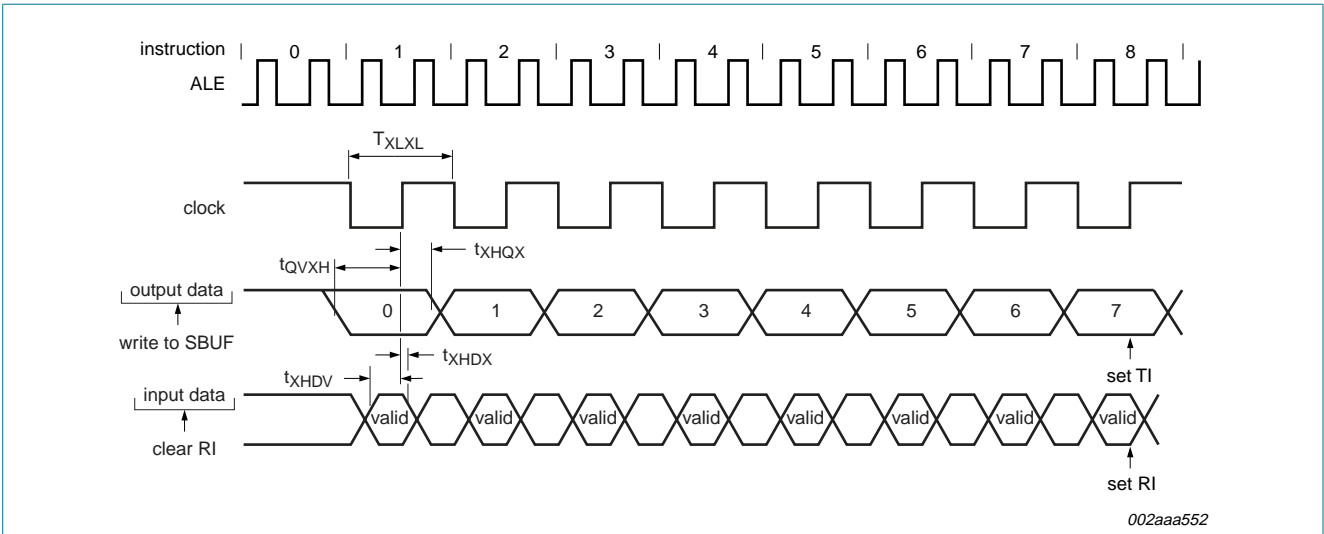 instruction | 0 | 1 | 2 | 3 | 4 | 5 | 6 | 7 | 8 |
ALE
TXLXL
clock
tXHQX
tQVXH
output data 0 1 2 3 4 5 6 7
write to SBUF
tXHDX
set TI
tXHDV
input data valid valid valid valid valid valid valid valid
clear RI
set RI
002aaa552